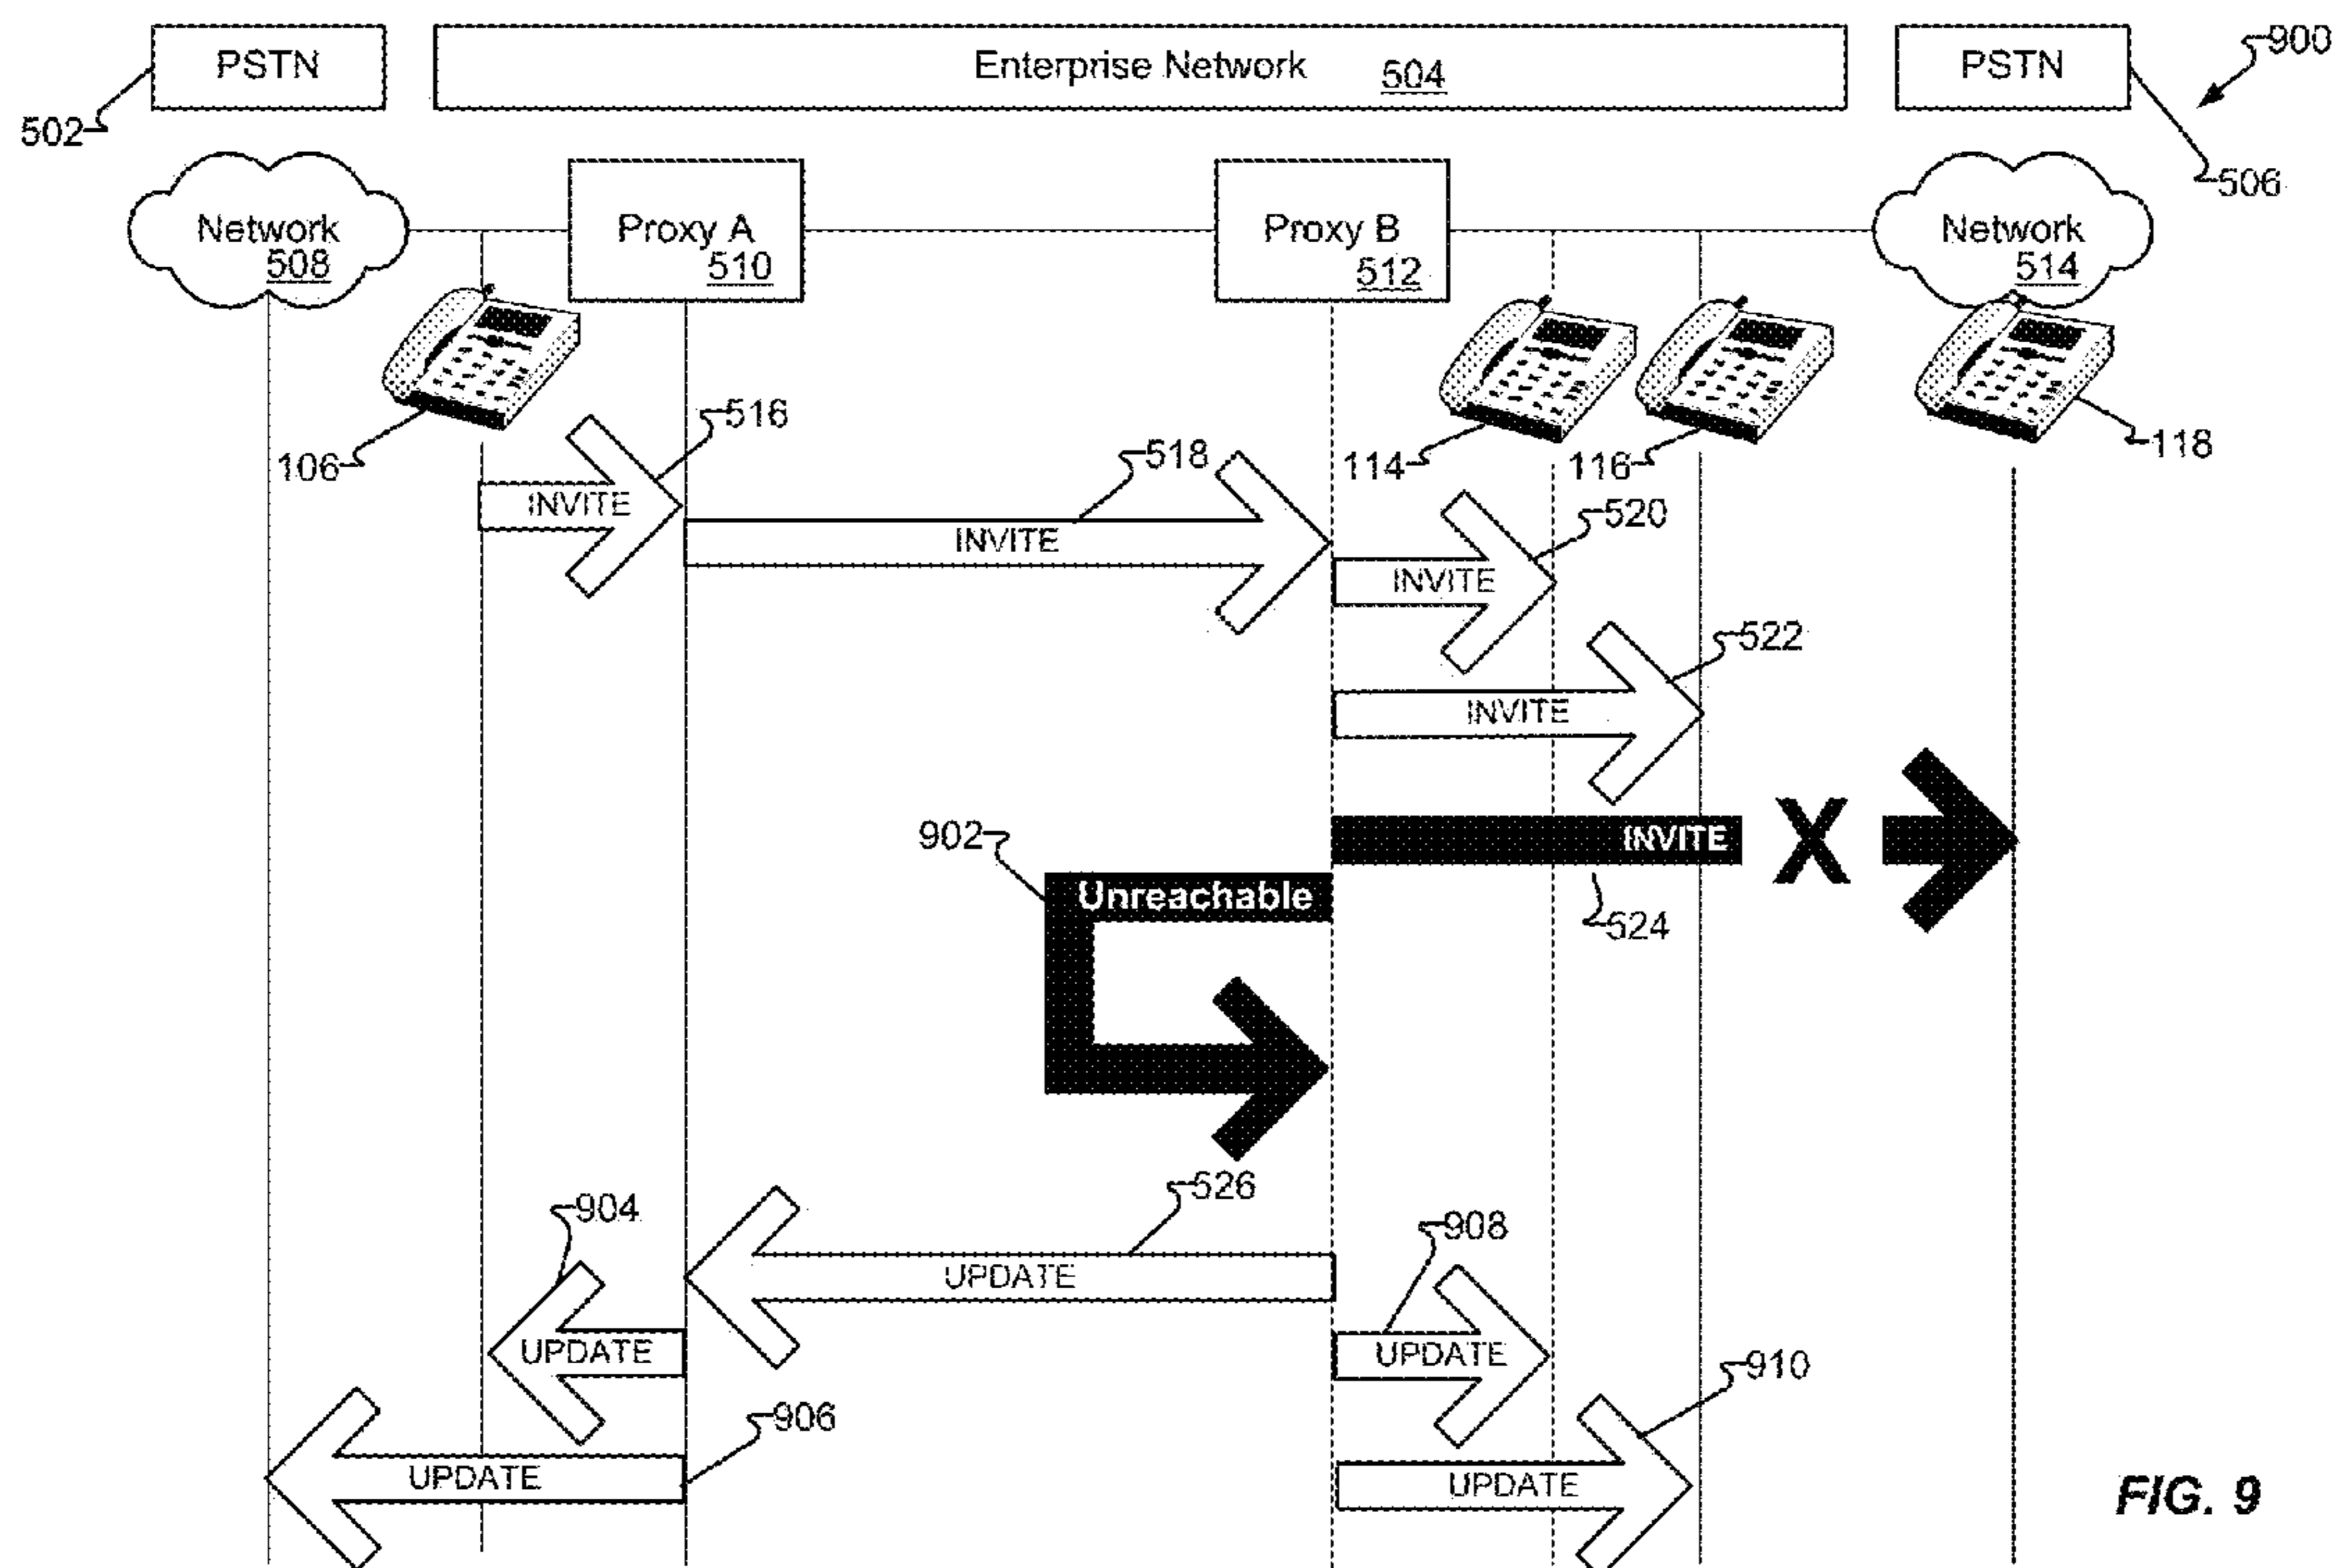 PSTN
Enterprise Network 504
PSTN
900
502
506
Network
508
Proxy A
510
Proxy B
512
Network
514
106
516
518
114
116
118
INVITE
INVITE
520
INVITE
522
INVITE
902
INVITE
Unreachable
524
526
904
908
UPDATE
UPDATE
UPDATE
910
906
UPDATE
UPDATE
FIG. 9